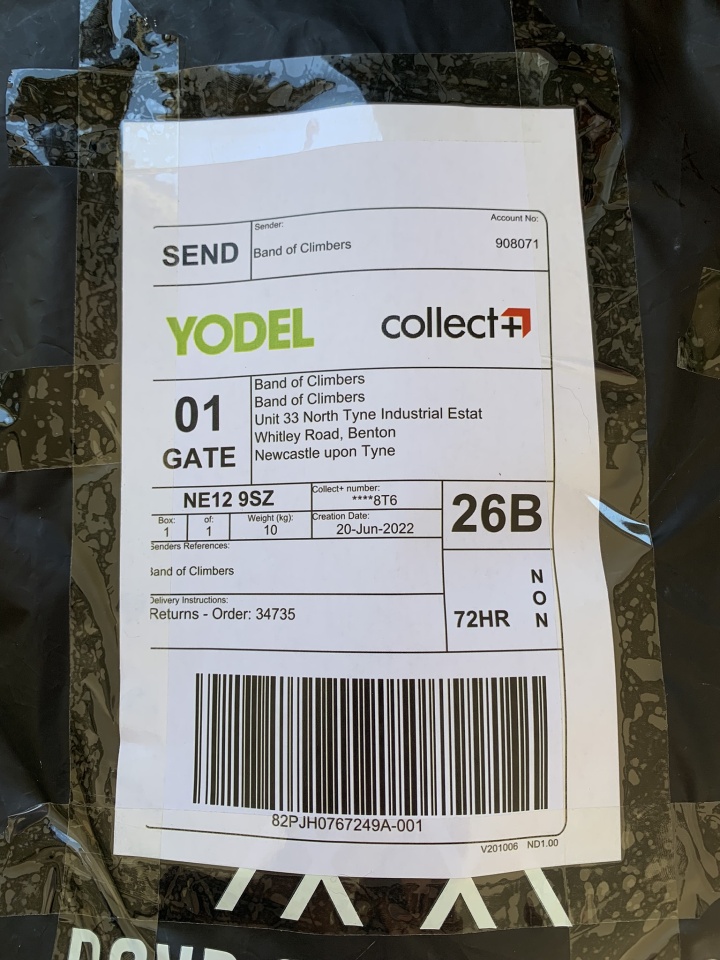 Sender:
Account No:
SEND
Band of Climbers
908071
YODEL
collect+
01
GATE
Band of Climbers
Band of Climbers
Unit 33 North Tyne Industrial Estat
Whitley Road, Benton
Newcastle upon Tyne
NE12 9SZ
Collect+ number:
****8T6
26B
Box:
1
of:
1
Weight (kg):
10
Creation Date:
20-Jun-2022
Senders References:
Band of Climbers
Delivery Instructions:
Returns - Order: 34735
72HR
NON
82PJH0767249A-001
V201006 ND1.00